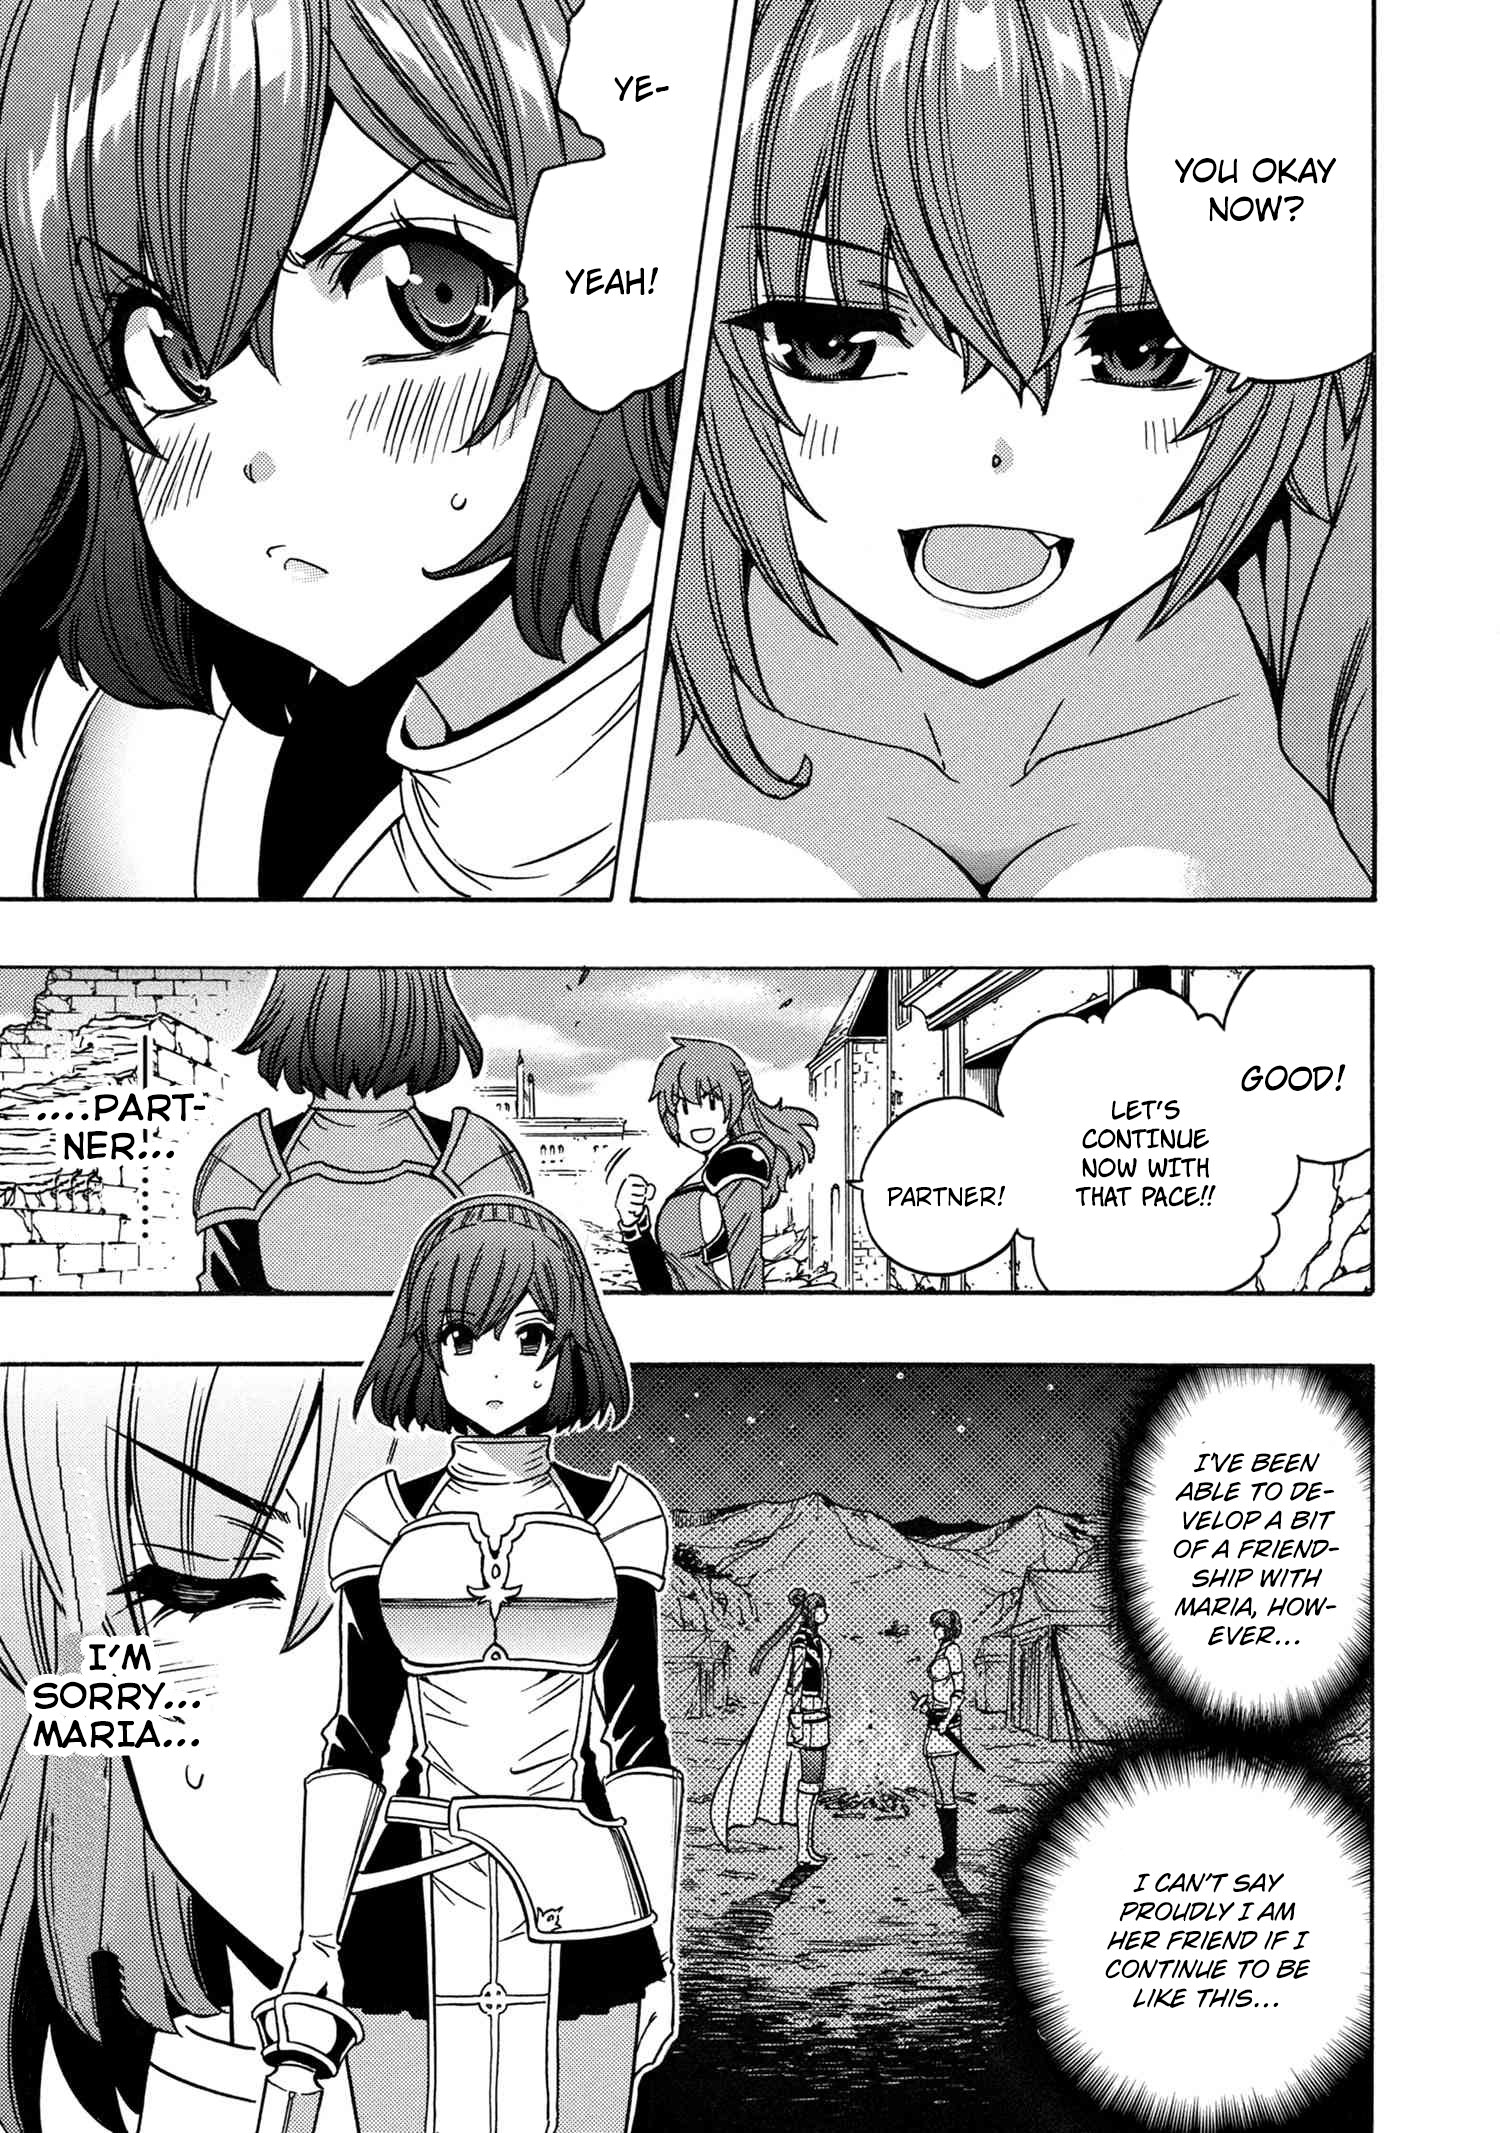 YOU OKAY
NOW?
YE-
YEAH!
GOOD!
LET'S
CONTINUE
NOW WITH
THAT PACE!!
PARTNER!
....PART-
NER!...
I'VE BEEN
ABLE TO DE-
VELOP A BIT
OF A FRIEND-
SHIP WITH
MARIA, HOW-
EVER...
I CAN'T SAY
PROUDLY I AM
HER FRIEND IF I
CONTINUE TO BE
LIKE THIS...
I'M
SORRY...
MARIA...